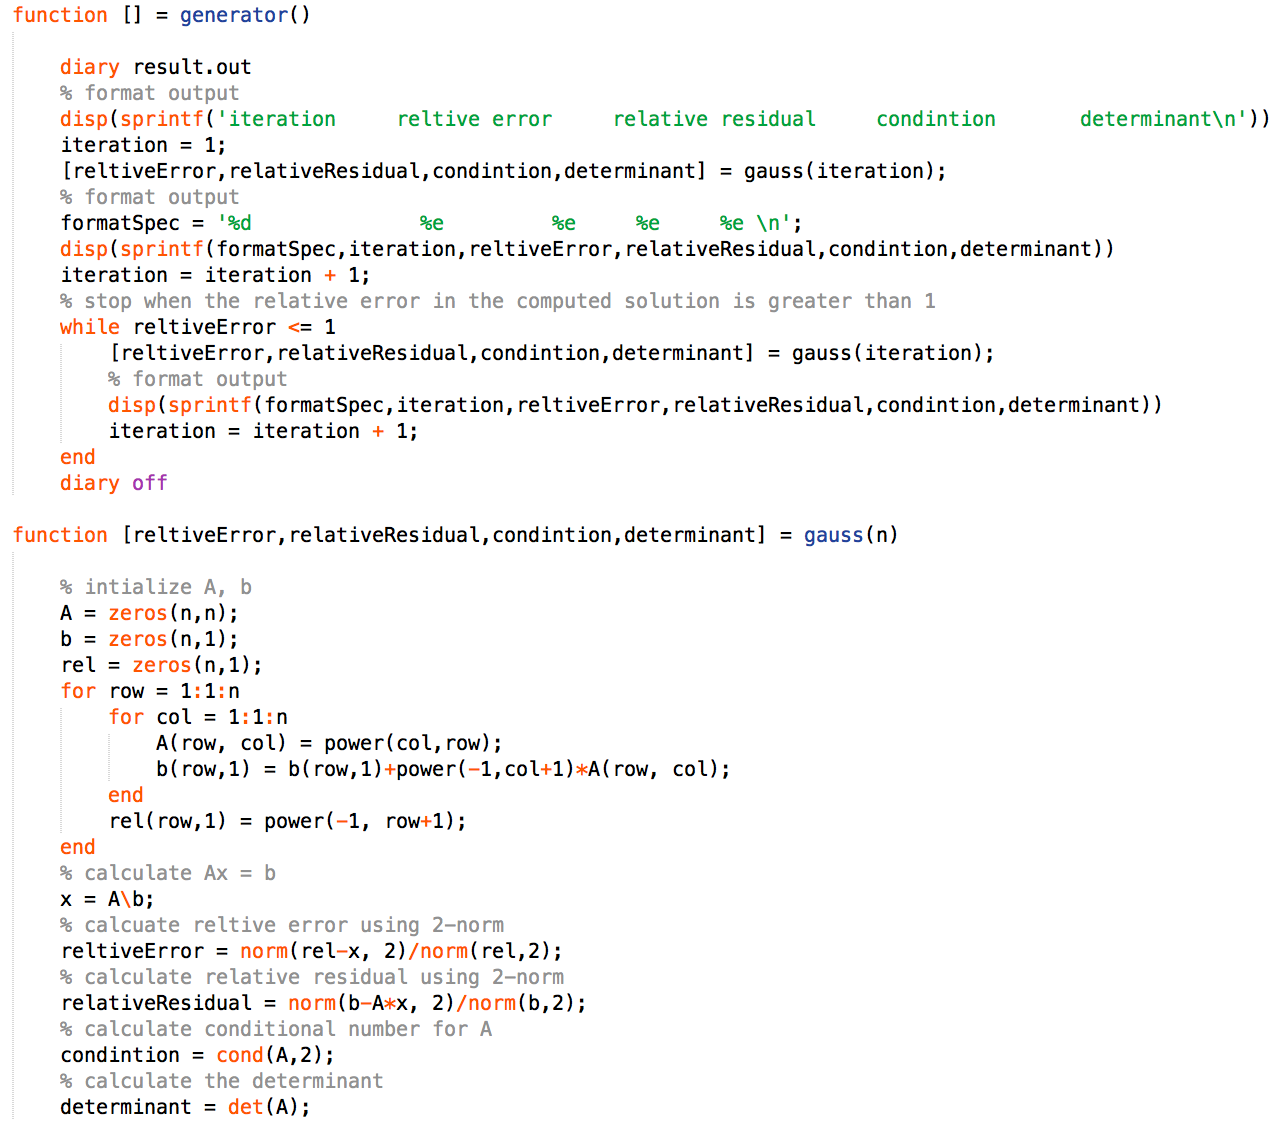 function [] = generator()
diary result.out
% format output
disp(sprintf('iteration     reltive error     relative residual     condintion       determinant\n'))
iteration = 1;
[reltiveError,relativeResidual,condintion,determinant] = gauss(iteration);
% format output
formatSpec = '%d              %e         %e     %e     %e \n';
disp(sprintf(formatSpec,iteration,reltiveError,relativeResidual,condintion,determinant))
iteration = iteration + 1;
% stop when the relative error in the computed solution is greater than 1
while reltiveError <= 1
[reltiveError,relativeResidual,condintion,determinant] = gauss(iteration);
% format output
disp(sprintf(formatSpec,iteration,reltiveError,relativeResidual,condintion,determinant))
iteration = iteration + 1;
end
diary off
function [reltiveError,relativeResidual,condintion,determinant] = gauss(n)
% intialize A, b
A = zeros(n,n);
b = zeros(n,1);
rel = zeros(n,1);
for row = 1:1:n
for col = 1:1:n
A(row, col) = power(col,row);
b(row,1) = b(row,1)+power(-1,col+1)*A(row, col);
end
rel(row,1) = power(-1, row+1);
end
% calculate Ax = b
x = A\b;
% calcuate reltive error using 2-norm
reltiveError = norm(rel-x, 2)/norm(rel,2);
% calculate relative residual using 2-norm
relativeResidual = norm(b-A*x, 2)/norm(b,2);
% calculate conditional number for A
condintion = cond(A,2);
% calculate the determinant
determinant = det(A);